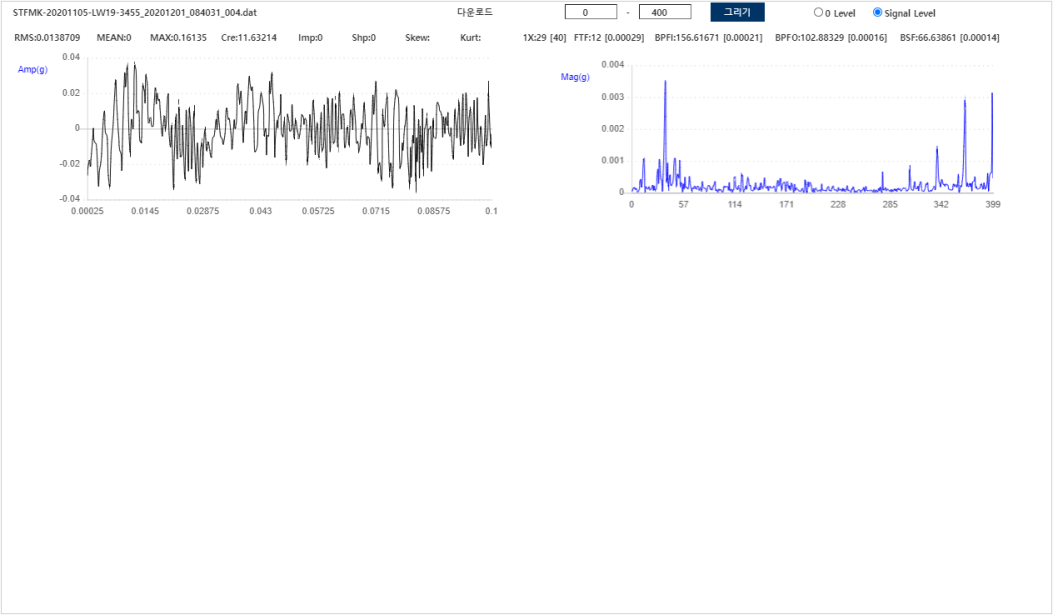 STFMK-20201105-LW19-3455_20201201_084031_004.dat 다운로드 0 - 400 그리기 0 Level Signal Level
RMS:0.0138709 MEAN:0 MAX:0.16135 Cre:11.63214 Imp:0 Shp:0 Skew: Kurt: 1X:29 [40] FTF:12 [0.00029] BPFI:156.61671 [0.00021] BPFO:102.88329 [0.00016] BSF:66.63861 [0.00014]
Amp(g)
0.04
0.02
0
-0.02
-0.04
0.00025 0.0145 0.02875 0.043 0.05725 0.0715 0.08575 0.1
Mag(g)
0.004
0.003
0.002
0.001
0
0 57 114 171 228 285 342 399